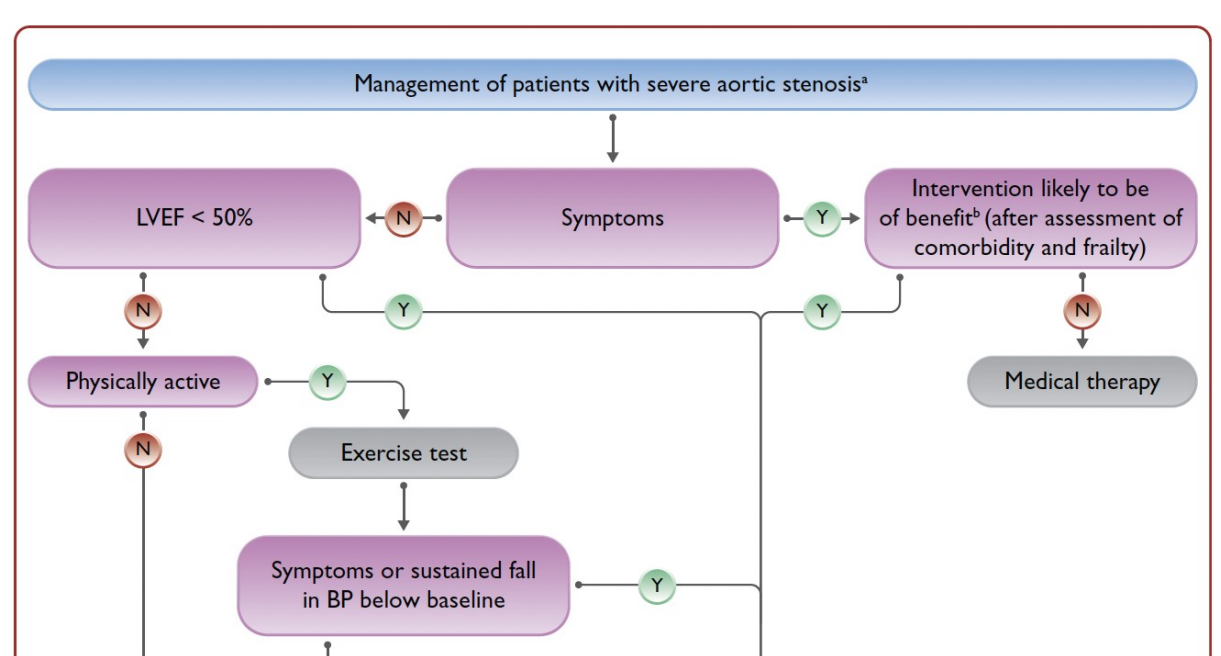 Management of patients with severe aortic stenosisᵃ
LVEF < 50%
N
Symptoms
Y
Intervention likely to be
of benefitᵇ (after assessment of
comorbidity and frailty)
N
Y
Y
N
Physically active
Y
Medical therapy
N
Exercise test
Symptoms or sustained fall
in BP below baseline
Y